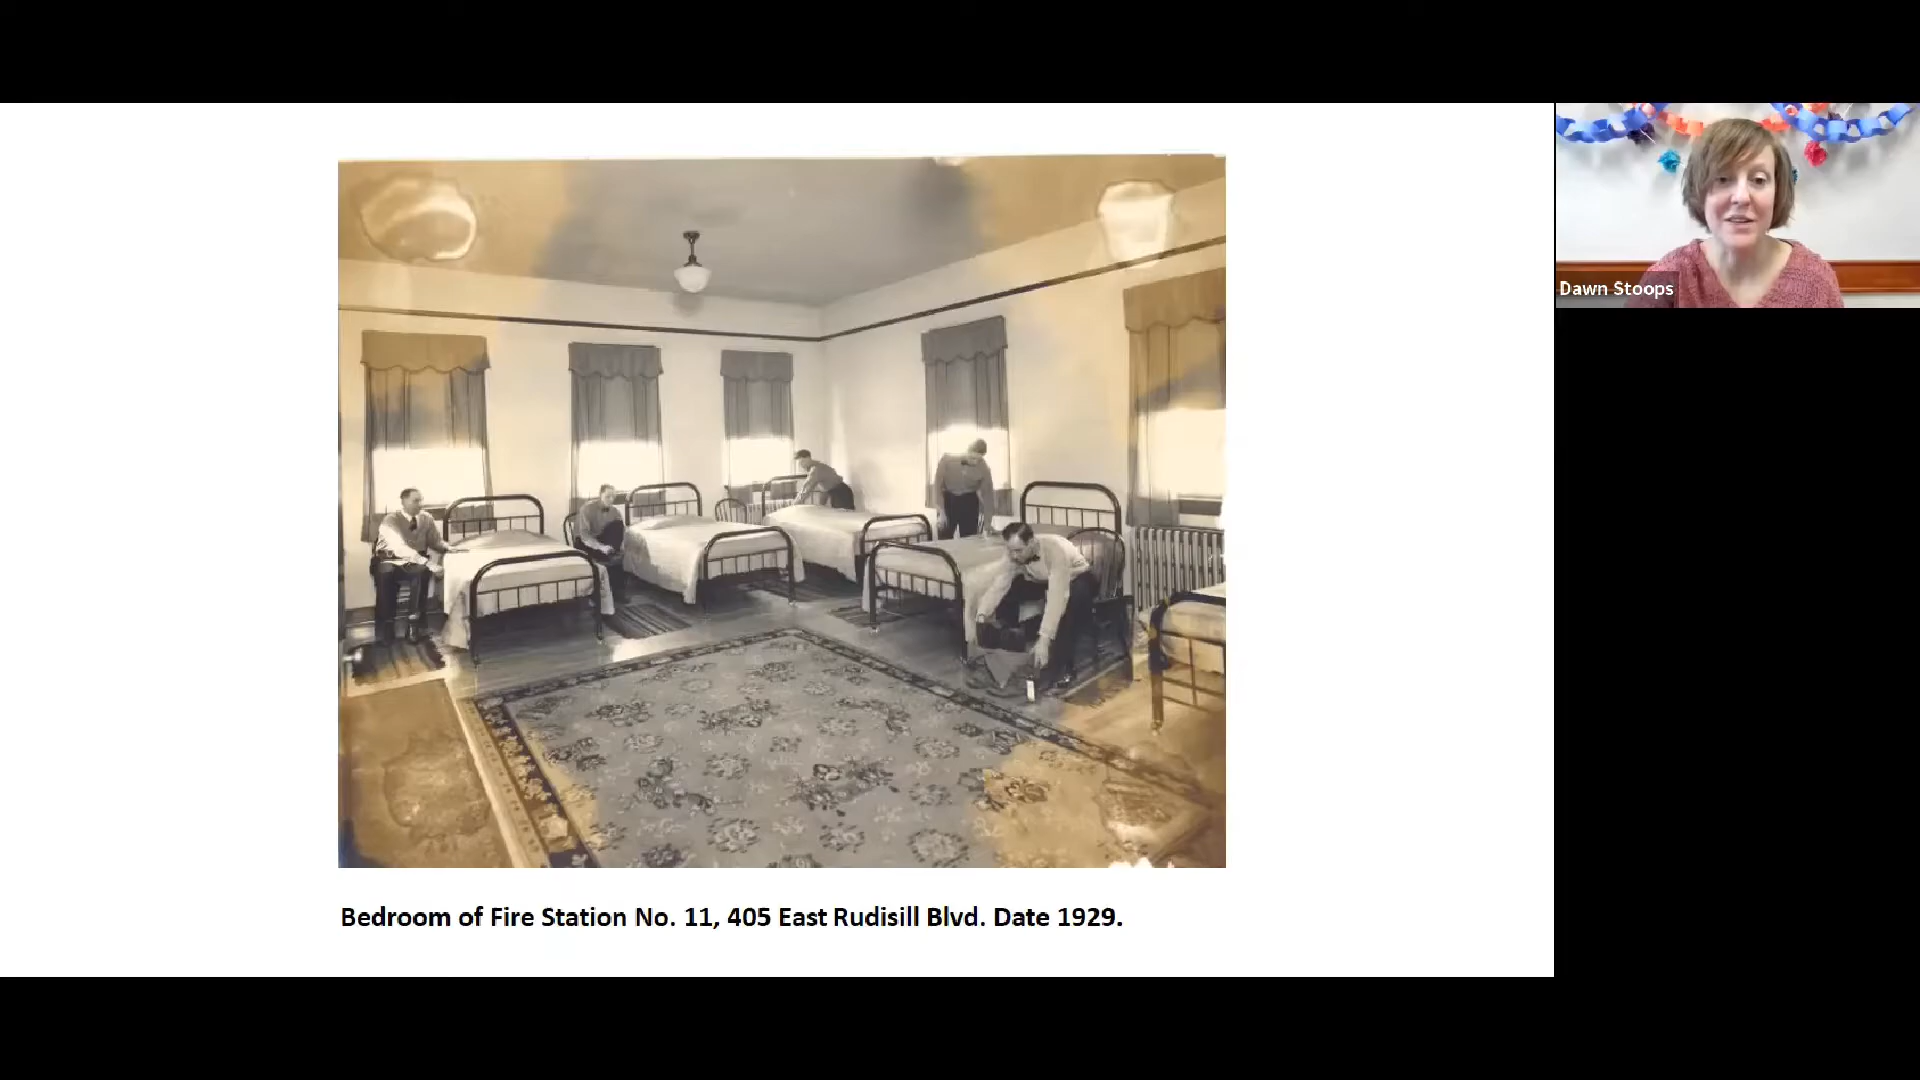 Dawn Stoops
Bedroom of Fire Station No. 11, 405 East Rudisill Blvd. Date 1929.